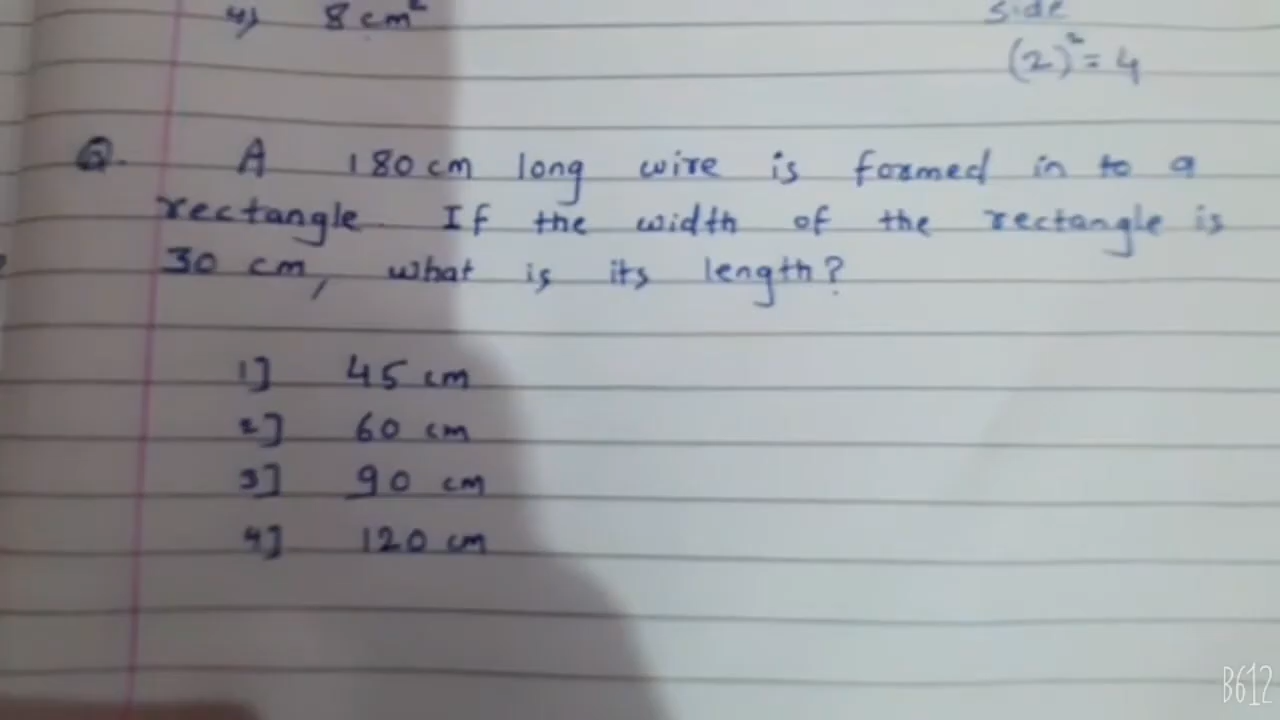 4) 8 cm²
side
(2)² = 4
Q. A 180 cm long wire is formed in to a
rectangle. If the width of the rectangle is
30 cm, what is its length?
1] 45 cm
2] 60 cm
3] 90 cm
4] 120 cm
B612